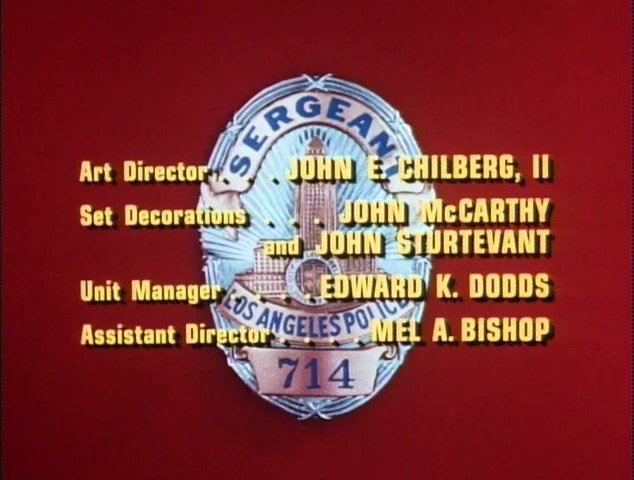 SERGEANT
Art Director . . . JOHN E. CHILBERG, II
Set Decorations . . . JOHN McCARTHY
and JOHN STURTEVANT
Unit Manager . . . . EDWARD K. DODDS
LOS ANGELES POLICE
Assistant Director . . . . MEL A. BISHOP
714